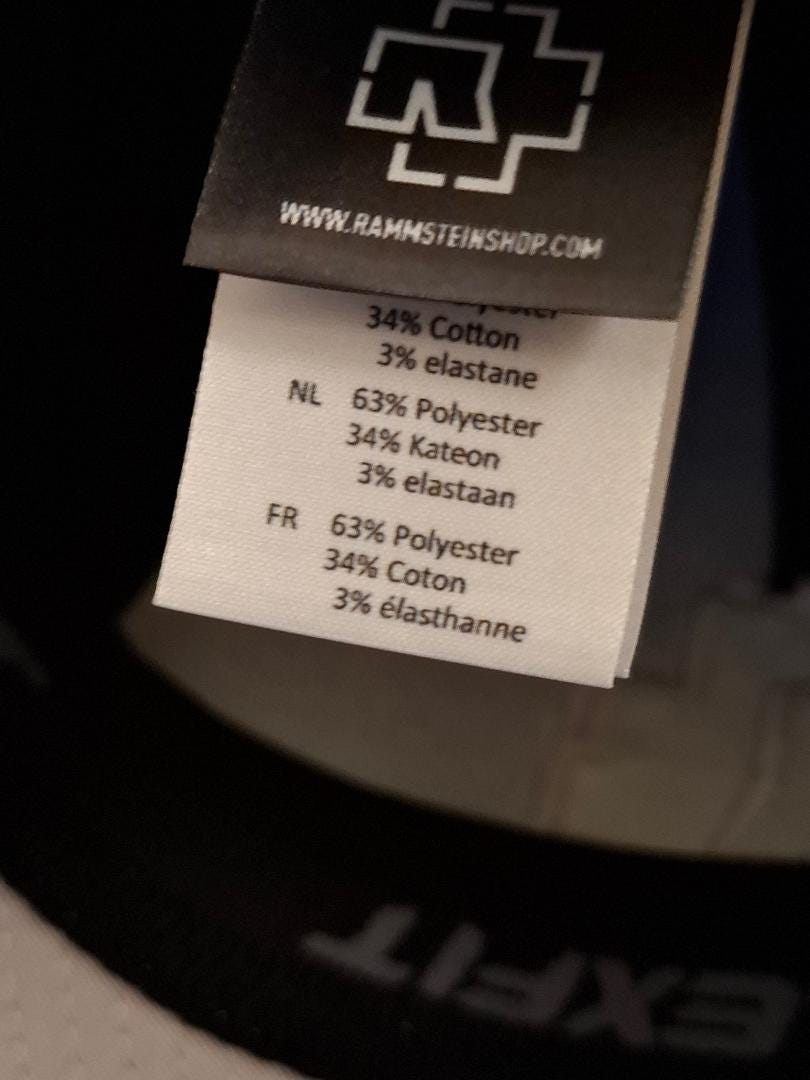 WWW.RAMMSTEINSHOP.COM
34% Cotton
3% elastane
NL 63% Polyester
34% Kateon
3% elastaan
FR 63% Polyester
34% Coton
3% élasthanne
EXFIT